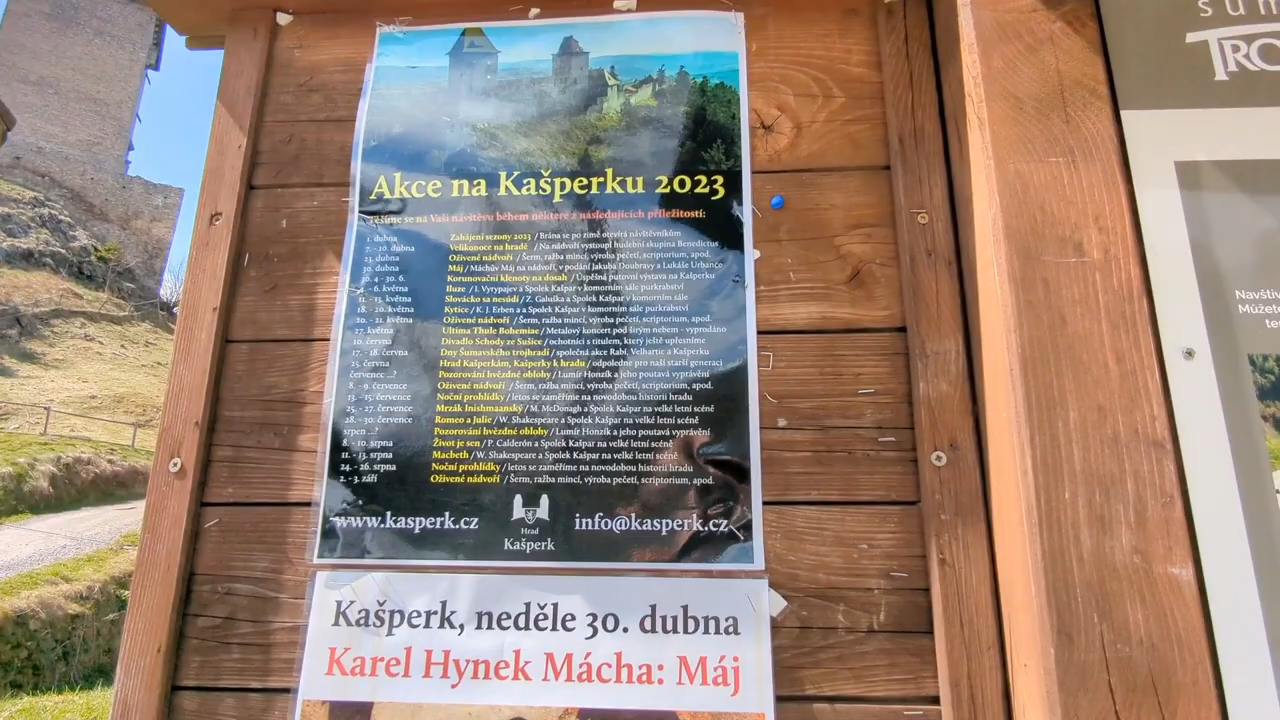 Akce na Kašperku 2023
Těšíme se na Vaši návštěvu během některé z následujících příležitostí:
1. dubna Zahájení sezony 2023 / Brána se po zimě otevírá návštěvníkům
7. - 10. dubna Velikonoce na hradě / Na nádvoří vystoupí hudební skupina Benedictus
23. dubna Oživené nádvoří / Šerm, ražba mincí, výroba pečetí, scriptorium, apod.
30. dubna Máj / Máchův Máj na nádvoří, v podání Jakuba Doubravy a Lukáše Urbance
30. 4 - 30. 6. Korunovační klenoty na dosah / Úspěšná putovní výstava na Kašperku
4. - 6. května Iluze / I. Vyrypajev a Spolek Kašpar v komorním sále purkrabství
11. - 13. května Slovácko sa nesúdí / Z. Galuška a Spolek Kašpar v komorním sále
18. - 20. května Kytice / K. J. Erben a a Spolek Kašpar v komorním sále purkrabství
20. - 21. května Oživené nádvoří / Šerm, ražba mincí, výroba pečetí, scriptorium, apod.
27. května Ultima Thule Bohemiae / Metalový koncert pod širým nebem - vyprodáno
10. června Divadlo Schody ze Sušice / ochotníci s titulem, který ještě upřesníme
17. - 18. června Dny Šumavského trojhradí / společná akce Rabí, Velhartic a Kašperku
25. června Hrad Kašperkám, Kašperky k hradu / odpoledne pro naši starší generaci
červenec ...? Pozorování hvězdné oblohy / Lumír Honzík a jeho poutavá vyprávění
8. - 9. července Oživené nádvoří / Šerm, ražba mincí, výroba pečetí, scriptorium, apod.
13. - 15. července Noční prohlídky / letos se zaměříme na novodobou historii hradu
25. - 27. července Mrzák Inishmaanský / M. McDonagh a Spolek Kašpar na velké letní scéně
28. - 30. července Romeo a Julie / W. Shakespeare a Spolek Kašpar na velké letní scéně
srpen ...? Pozorování hvězdné oblohy / Lumír Honzík a jeho poutavá vyprávění
8. - 10. srpna Život je sen / P. Calderón a Spolek Kašpar na velké letní scéně
11. - 13. srpna Macbeth / W. Shakespeare a Spolek Kašpar na velké letní scéně
24. - 26. srpna Noční prohlídky / letos se zaměříme na novodobou historii hradu
2. - 3. září Oživené nádvoří / Šerm, ražba mincí, výroba pečetí, scriptorium, apod.
www.kasperk.cz
Hrad
Kašperk
info@kasperk.cz
Kašperk, neděle 30. dubna
Karel Hynek Mácha: Máj
Navštiv
Můžete